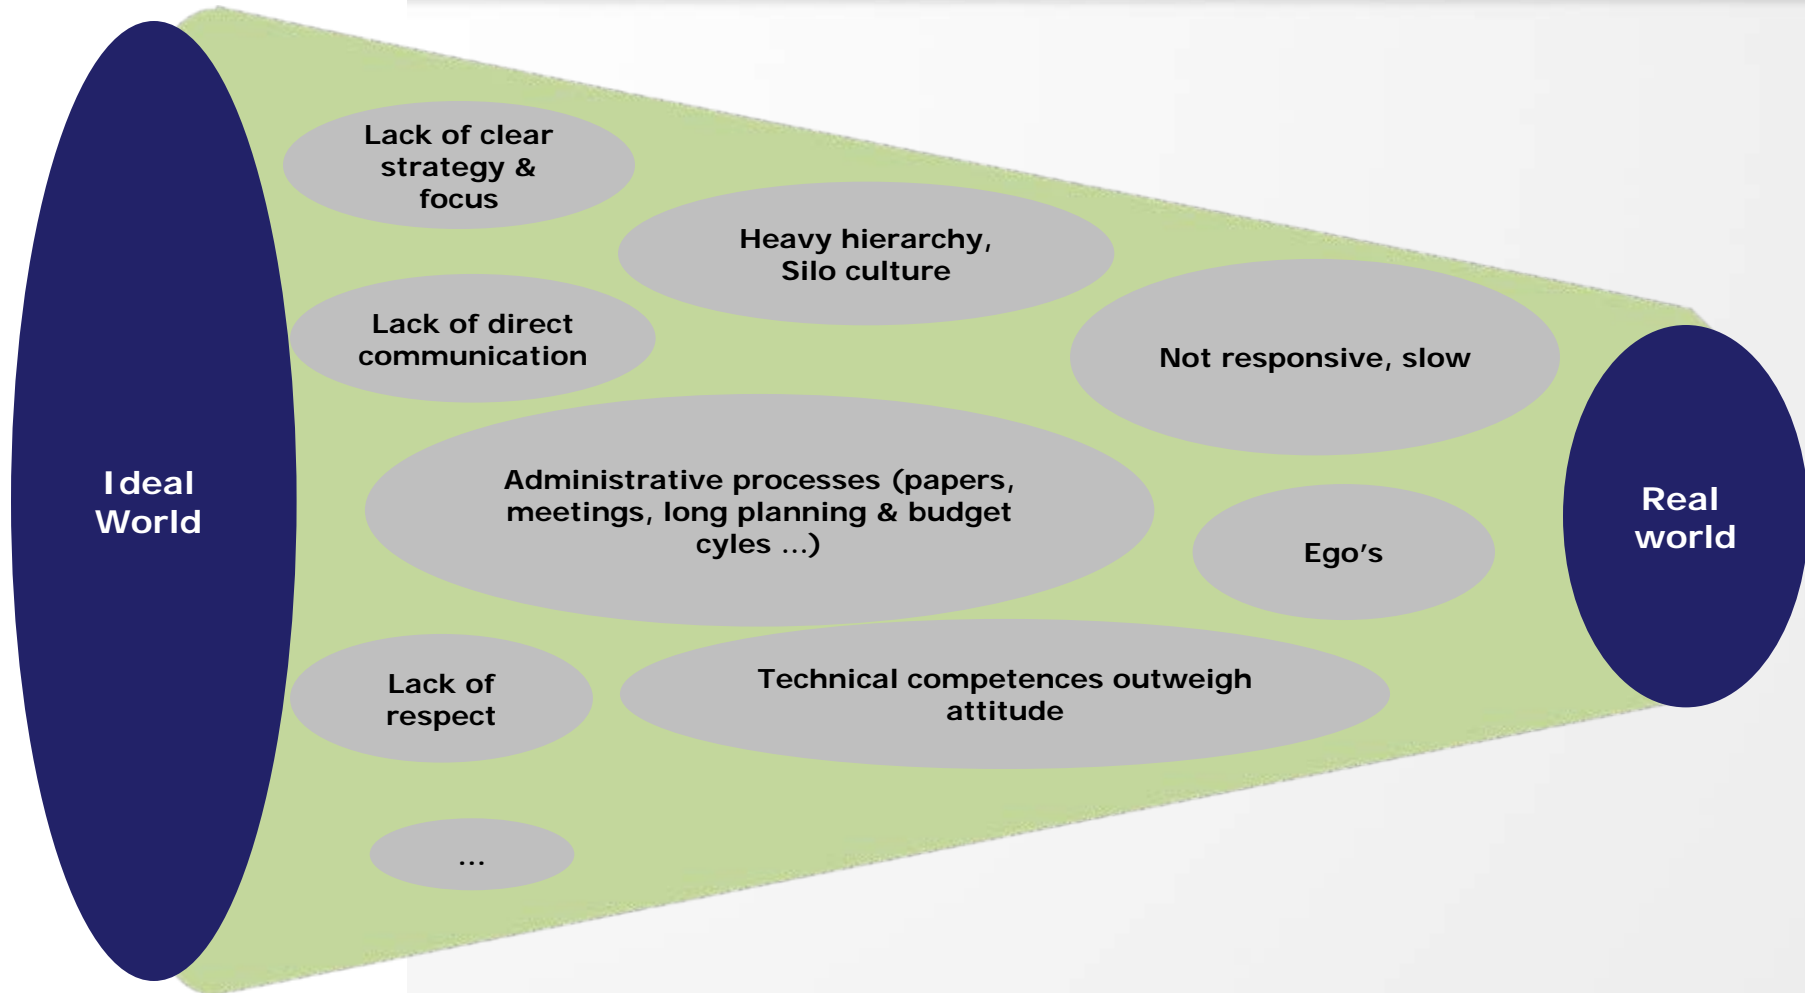 Ideal
World
Lack of clear
strategy &
focus
Heavy hierarchy,
Silo culture
Lack of direct
communication
Not responsive, slow
Administrative processes (papers,
meetings, long planning & budget
cyles …)
Ego’s
Lack of
respect
Technical competences outweigh
attitude
…
Real
world